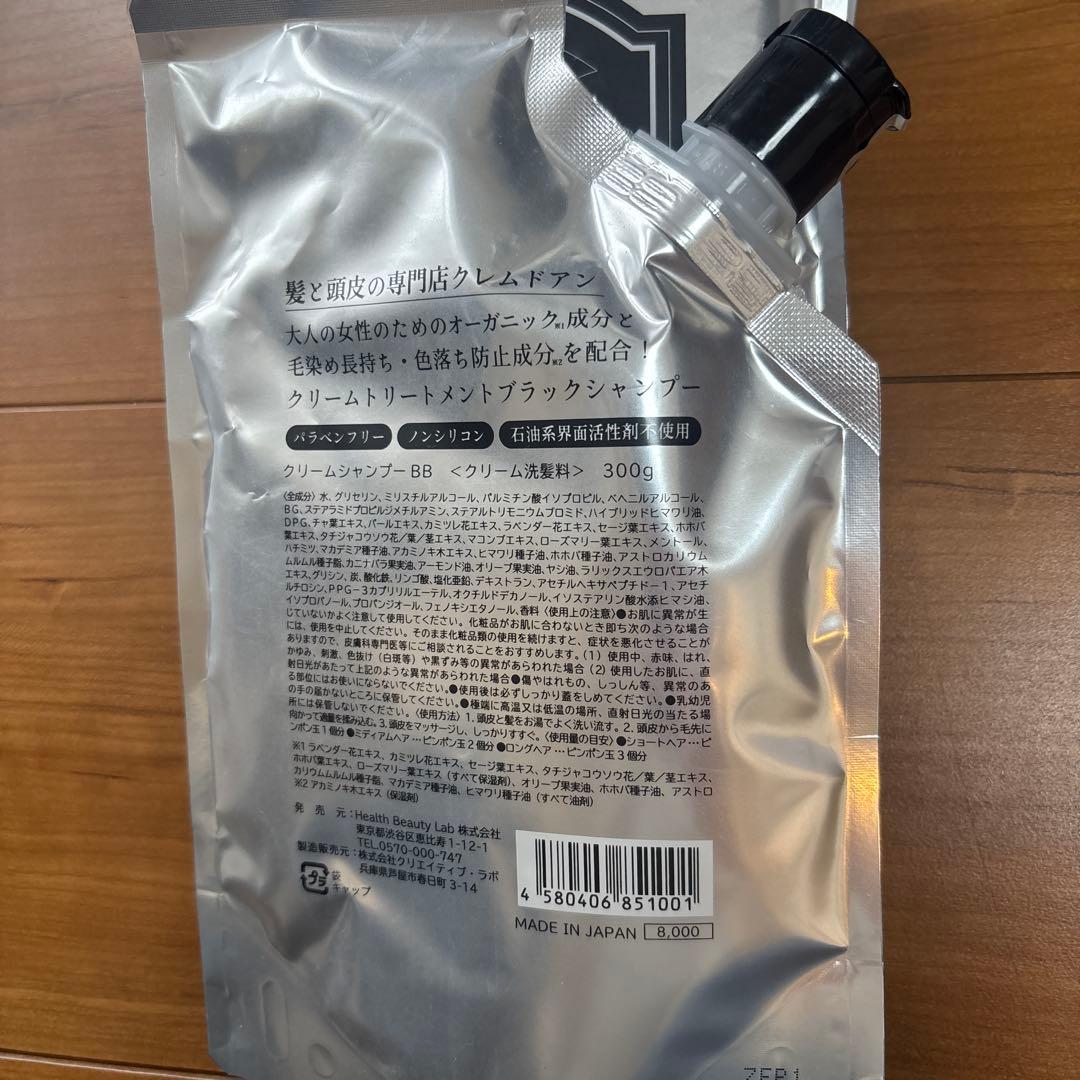 髪と頭皮の専門店クレムドアン
大人の女性のためのオーガニック※1成分と
毛染め長持ち・色落ち防止成分※2を配合！
クリームトリートメントブラックシャンプー
パラベンフリー ノンシリコン 石油系界面活性剤不使用
クリームシャンプーBB ＜クリーム洗髪料＞ 300g
〈全成分〉水、グリセリン、ミリスチルアルコール、パルミチン酸イソプロピル、ベヘニルアルコール、
BG、ステアラミドプロピルジメチルアミン、ステアルトリモニウムブロミド、ハイブリッドヒマワリ油、
DPG、チャ葉エキス、パールエキス、カミツレ花エキス、ラベンダー花エキス、セージ葉エキス、ホホバ
葉エキス、タチジャコウソウ花／葉／茎エキス、マコンブエキス、ローズマリー葉エキス、メントール、
ハチミツ、マカデミア種子油、アカミノキ木エキス、ヒマワリ種子油、ホホバ種子油、アストロカリウム
ムルムル種子脂、カニナバラ果実油、アーモンド油、オリーブ果実油、ヤシ油、ラリックスエウロパエア木
エキス、グリシン、炭、酸化鉄、リンゴ酸、塩化亜鉛、デキストラン、アセチルヘキサペプチド－1、アセ
チルチロシン、PPG－3カプリリルエーテル、オクチルドデカノール、イソステアリン酸水添ヒマシ油、
イソプロパノール、プロパンジオール、フェノキシエタノール、香料〈使用上の注意〉●お肌に異常が生
じていないかよく注意して使用してください。化粧品がお肌に合わないとき即ち次のような場合
には、使用を中止してください。そのまま化粧品類の使用を続けますと、症状を悪化させることが
ありますので、皮膚科専門医等にご相談されることをおすすめします。(1) 使用中、赤味、はれ、
かゆみ、刺激、色抜け（白斑等）や黒ずみ等の異常があらわれた場合 (2) 使用したお肌に、直
射日光があたって上記のような異常があらわれた場合●傷やはれもの、しっしん等、異常のあ
る部位にはお使いにならないでください。●使用後は必ずしっかり蓋をしめてください。●乳幼児
の手の届かないところに保管してください。●極端に高温又は低温の場所、直射日光の当たる場
所には保管しないでください。〈使用方法〉1. 頭皮と髪をお湯でよく洗い流す。2. 頭皮から毛先に
向かって適量を揉み込む。3. 頭皮をマッサージし、しっかりすすぐ。〈使用量の目安〉●ショートヘア…ピ
ンポン玉1個分●ミディアムヘア…ピンポン玉2個分●ロングヘア…ピンポン玉3個分
※1 ラベンダー花エキス、カミツレ花エキス、セージ葉エキス、タチジャコウソウ花／葉／茎エキス、
ホホバ葉エキス、ローズマリー葉エキス（すべて保湿剤）、オリーブ果実油、ホホバ種子油、アストロ
カリウムムルムル種子脂、マカデミア種子油、ヒマワリ種子油（すべて油剤）
※2 アカミノキ木エキス（保湿剤）
発 売 元：Health Beauty Lab 株式会社
東京都渋谷区恵比寿1-12-1
TEL.0570-000-747
製造販売元：株式会社クリエイティブ・ラボ
兵庫県芦屋市春日町3-14
プラ 袋
キャップ
4 580406 851001
MADE IN JAPAN 8,000